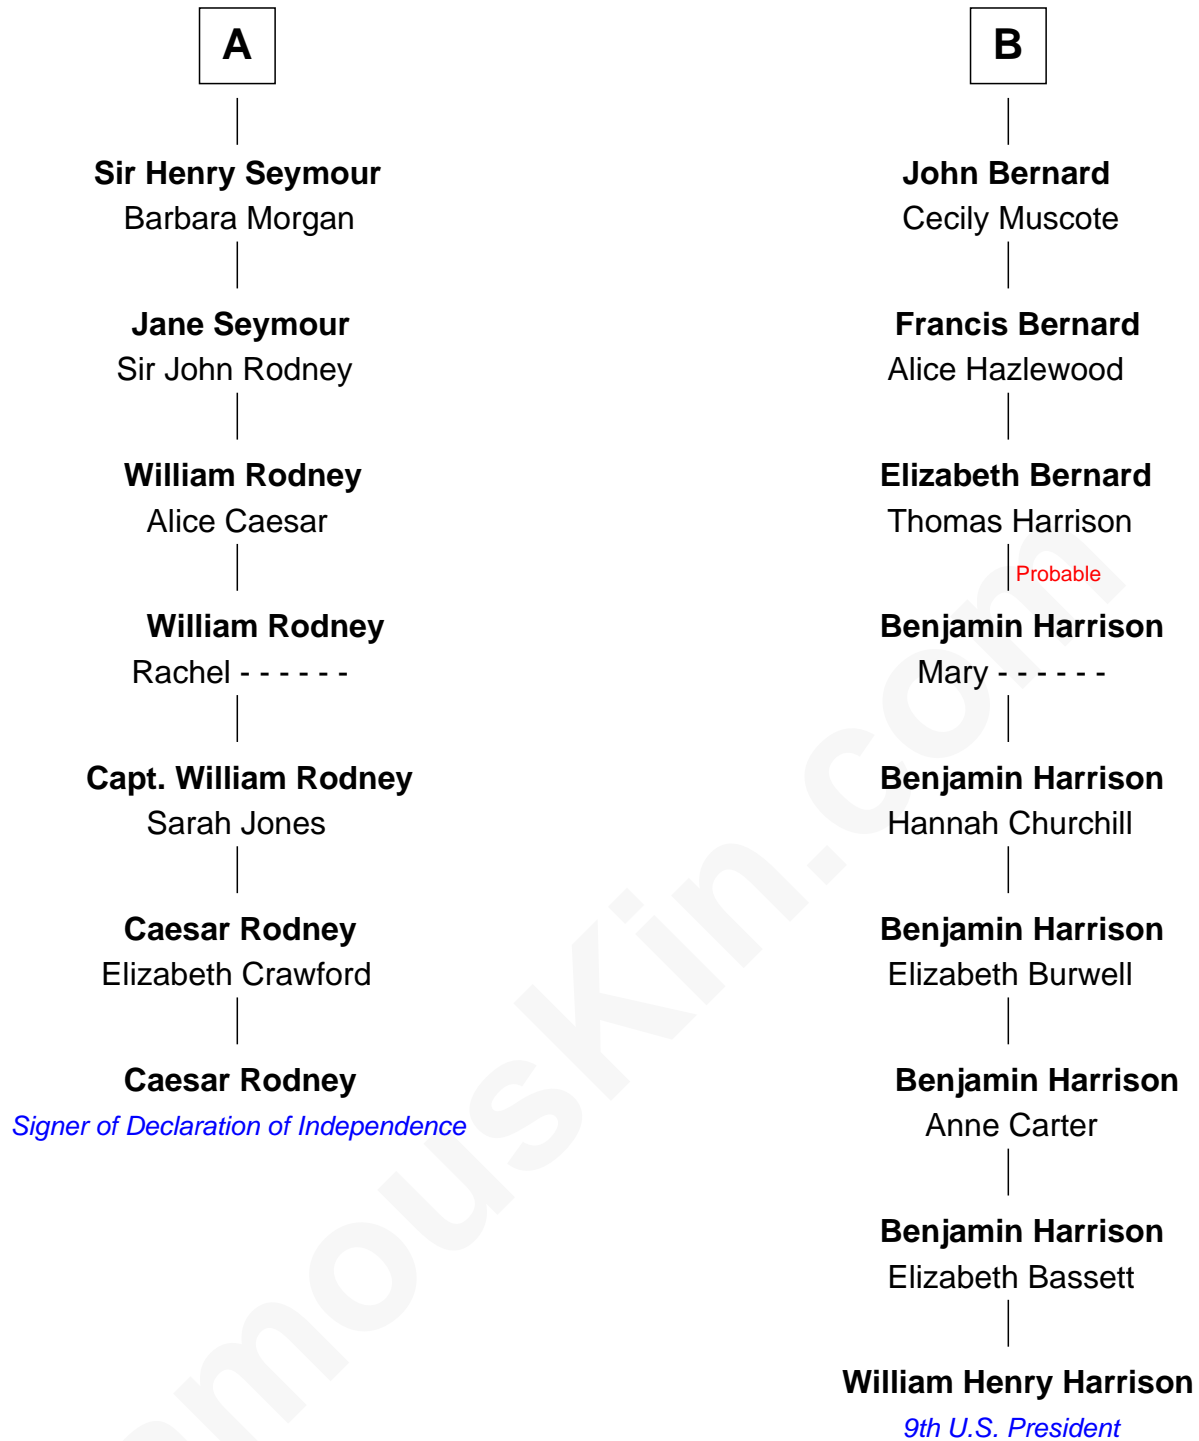 A
Sir Henry Seymour
Barbara Morgan
Jane Seymour
Sir John Rodney
William Rodney
Alice Caesar
William Rodney
Rachel - - - - - -
Capt. William Rodney
Sarah Jones
Caesar Rodney
Elizabeth Crawford
Caesar Rodney
Signer of Declaration of Independence
B
John Bernard
Cecily Muscote
Francis Bernard
Alice Hazlewood
Elizabeth Bernard
Thomas Harrison
Probable
Benjamin Harrison
Mary - - - - - -
Benjamin Harrison
Hannah Churchill
Benjamin Harrison
Elizabeth Burwell
Benjamin Harrison
Anne Carter
Benjamin Harrison
Elizabeth Bassett
William Henry Harrison
9th U.S. President
amousKin.com